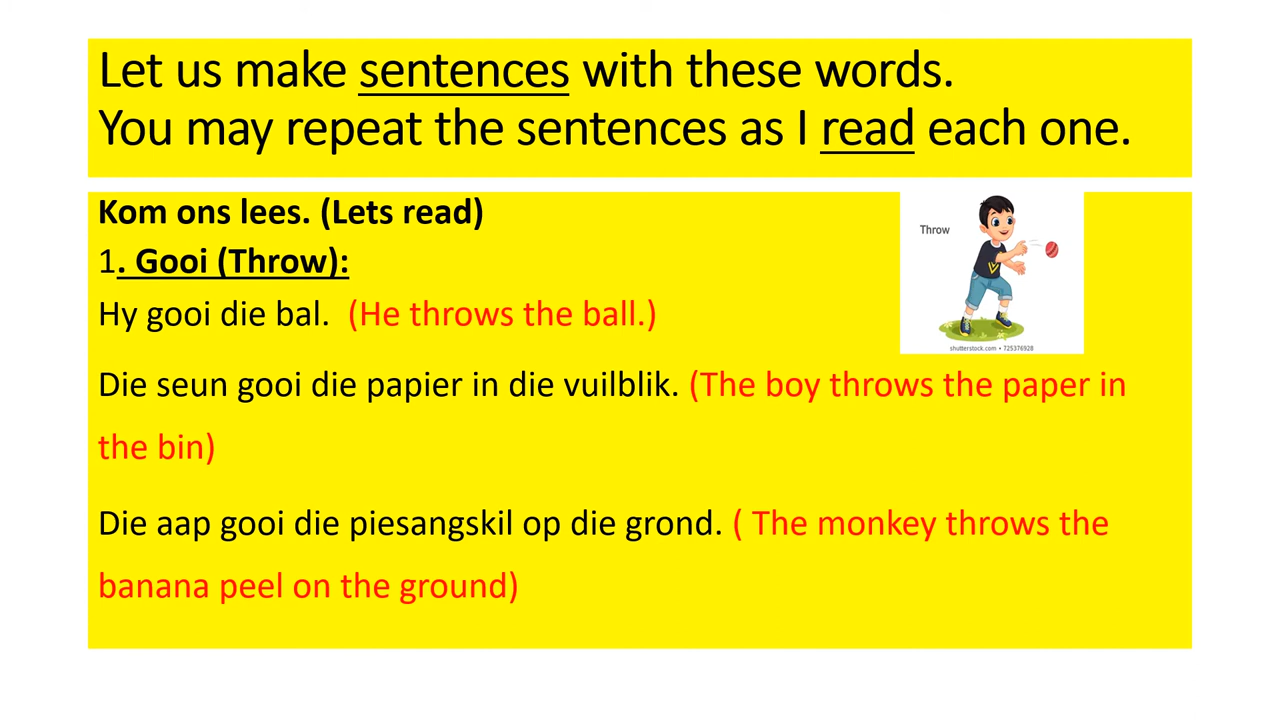 Let us make sentences with these words.
You may repeat the sentences as I read each one.
Kom ons lees. (Lets read)
1. Gooi (Throw):
Throw
Hy gooi die bal.  (He throws the ball.)
shutterstock.com • 725376928
Die seun gooi die papier in die vuilblik. (The boy throws the paper in
the bin)
Die aap gooi die piesangskil op die grond. ( The monkey throws the
banana peel on the ground)